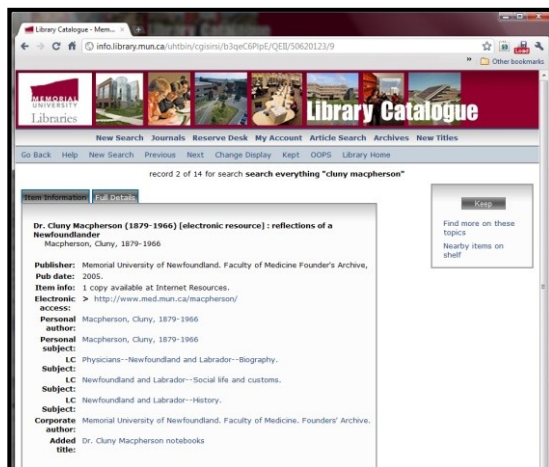 Library Catalogue - Mem...
info.library.mun.ca/uhtbin/cgisirsi/b3qeC6PlpE/QEII/50620123/9
Other bookmarks
MEMORIAL
UNIVERSITY
Libraries
Library Catalogue
New Search Journals Reserve Desk My Account Article Search Archives New Titles
Go Back Help New Search Previous Next Change Display Kept OOPS Library Home
record 2 of 14 for search search everything "cluny macpherson"
Item Information Full Details
Keep
Find more on these
topics
Nearby items on
shelf
Dr. Cluny Macpherson (1879-1966) [electronic resource] : reflections of a
Newfoundlander
Macpherson, Cluny, 1879-1966
Publisher: Memorial University of Newfoundland. Faculty of Medicine Founder's Archive,
Pub date: 2005.
Item info: 1 copy available at Internet Resources.
Electronic access: > http://www.med.mun.ca/macpherson/
Personal author: Macpherson, Cluny, 1879-1966
Personal subject: Macpherson, Cluny, 1879-1966
LC Subject: Physicians--Newfoundland and Labrador--Biography.
LC Subject: Newfoundland and Labrador--Social life and customs.
LC Subject: Newfoundland and Labrador--History.
Corporate author: Memorial University of Newfoundland. Faculty of Medicine. Founders' Archive.
Added title: Dr. Cluny Macpherson notebooks